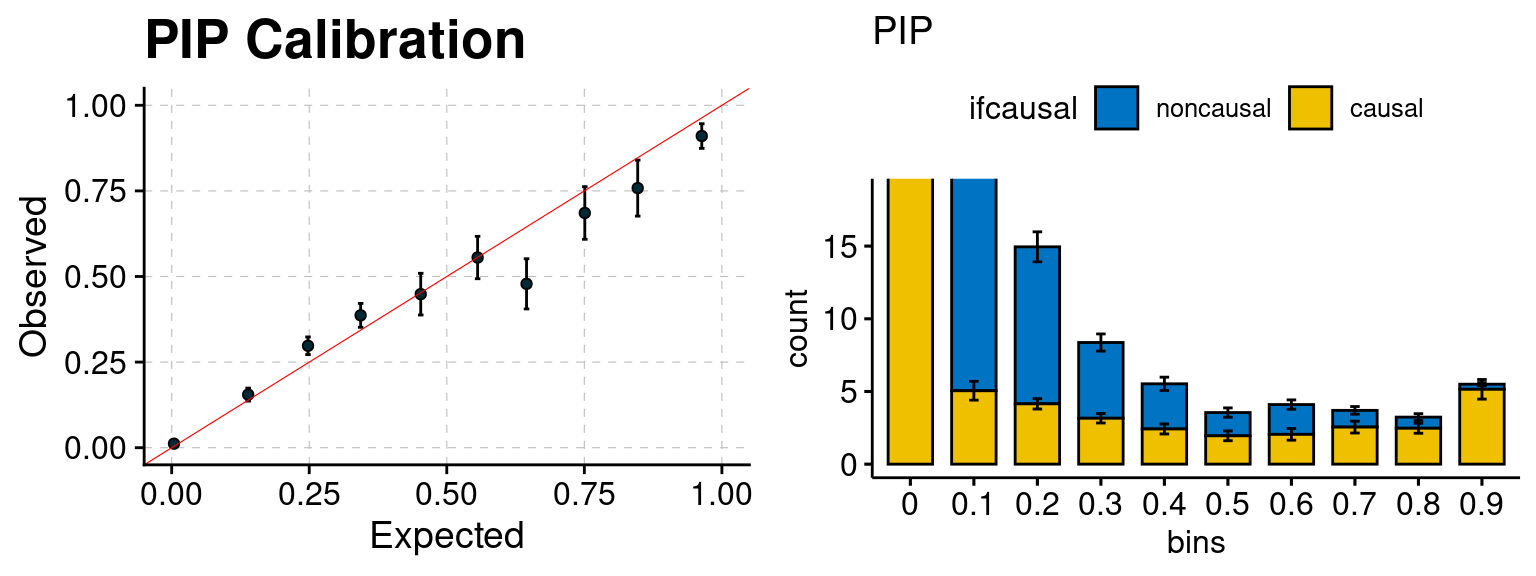 PIP Calibration
1.00
0.75
0.50
0.25
0.00
Observed
0.00 0.25 0.50 0.75 1.00
Expected
PIP
ifcausal noncausal causal
15
10
5
0
count
0 0.1 0.2 0.3 0.4 0.5 0.6 0.7 0.8 0.9
bins